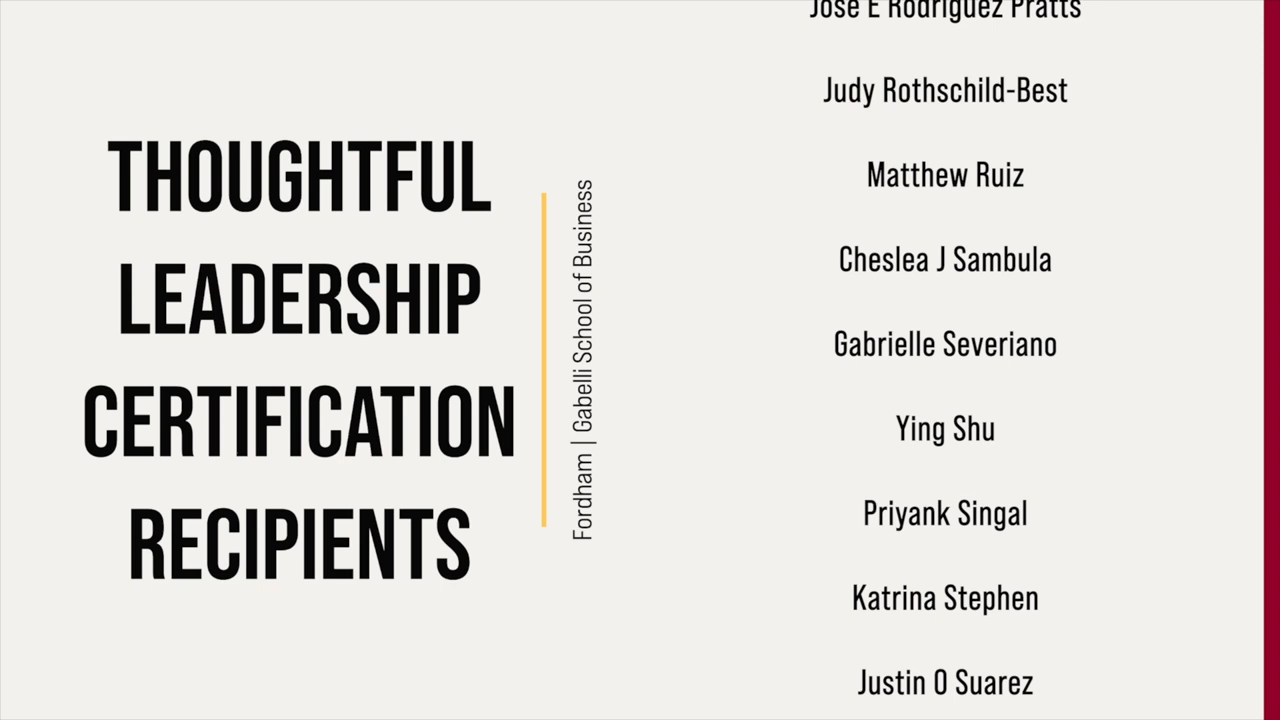 THOUGHTFUL
LEADERSHIP
CERTIFICATION
RECIPIENTS
Fordham | Gabelli School of Business
Jose E Rodriguez Pratts
Judy Rothschild-Best
Matthew Ruiz
Cheslea J Sambula
Gabrielle Severiano
Ying Shu
Priyank Singal
Katrina Stephen
Justin O Suarez